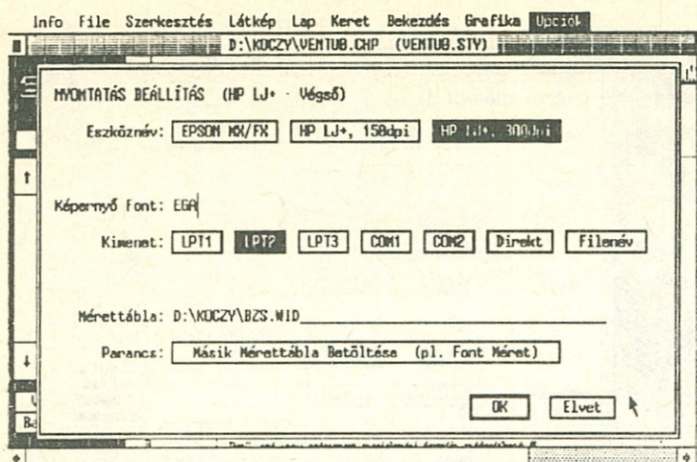 Info File Szerkesztés Látkép Lap Keret Bekezdés Grafika Opciók
D:\KOCZY\VENTUB.CHP (VENTUB.STY)
NYOMTATÁS BEÁLLÍTÁS (HP LJ+ - Végső)
Eszköznév: EPSON MX/FX HP LJ+, 150dpi HP LJ+, 300dpi
Képernyő Font: EGA
Kimenet: LPT1 LPT2 LPT3 COM1 COM2 Direkt Filenév
Mérettábla: D:\KOCZY\BZS.WID
Parancs: Másik Mérettábla Betöltése (pl. Font Méret)
OK Elvet